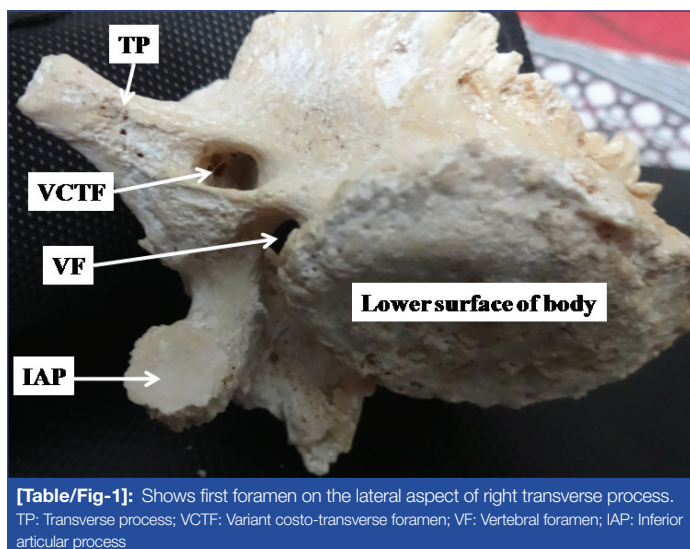 TP
VCTF
VF
Lower surface of body
IAP
[Table/Fig-1]: Shows first foramen on the lateral aspect of right transverse process.
TP: Transverse process; VCTF: Variant costo-transverse foramen; VF: Vertebral foramen; IAP: Inferior
articular process